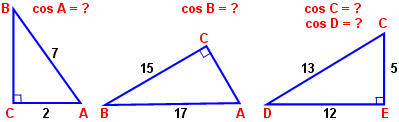 cos A = ?
B
7
C
2
A
cos B = ?
C
15
B
17
A
cos C = ?
cos D = ?
C
13
5
D
12
E